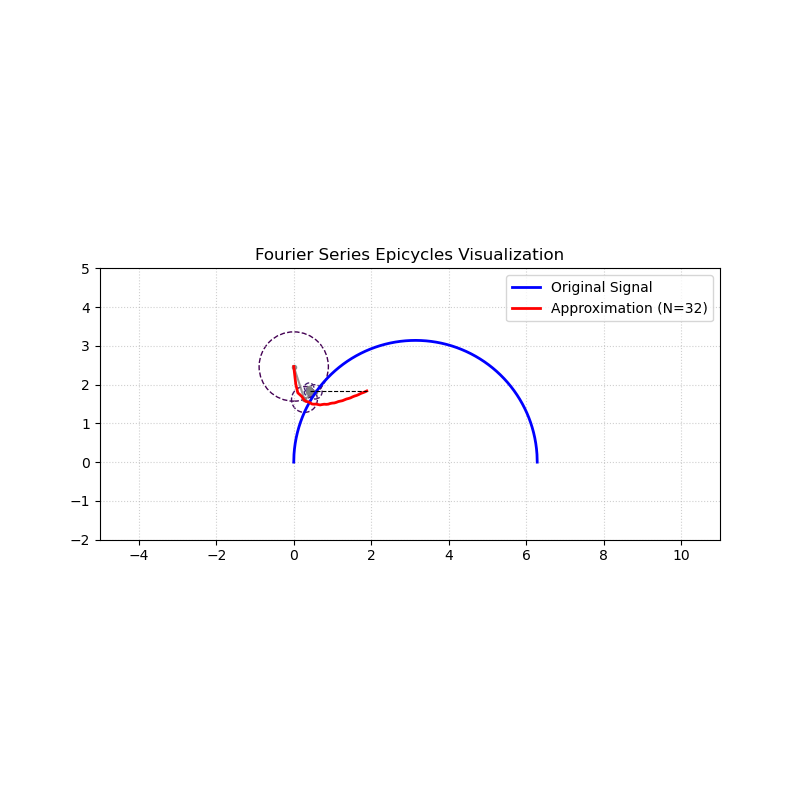 Fourier Series Epicycles Visualization
Original Signal
Approximation (N=32)
5
4
3
2
1
0
−1
−2
−4 −2 0 2 4 6 8 10